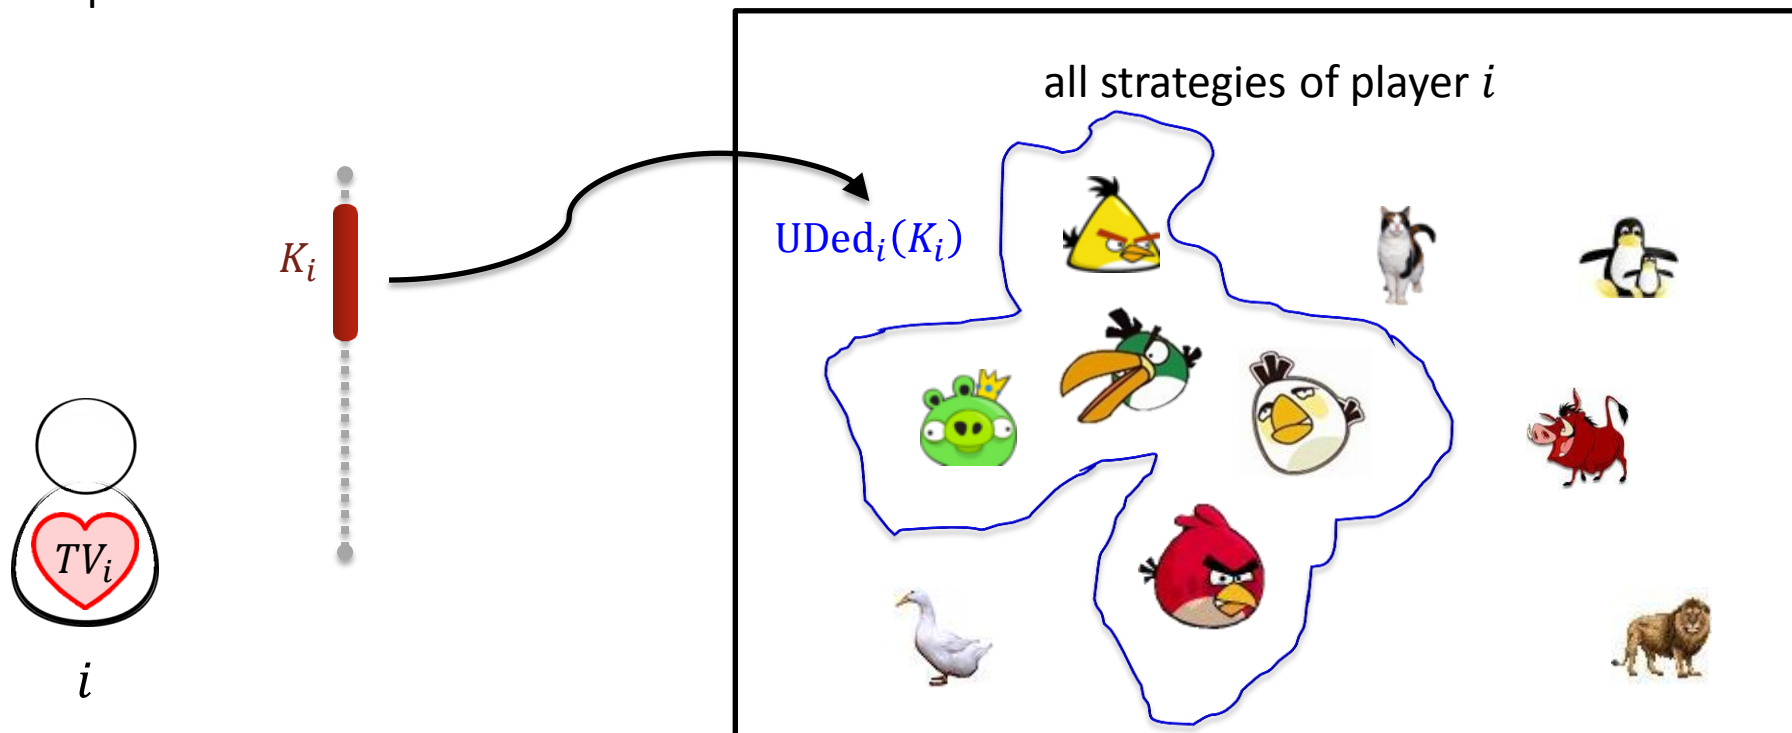 all strategies of player i
UDedᵢ(Kᵢ)
Kᵢ
TVᵢ
i